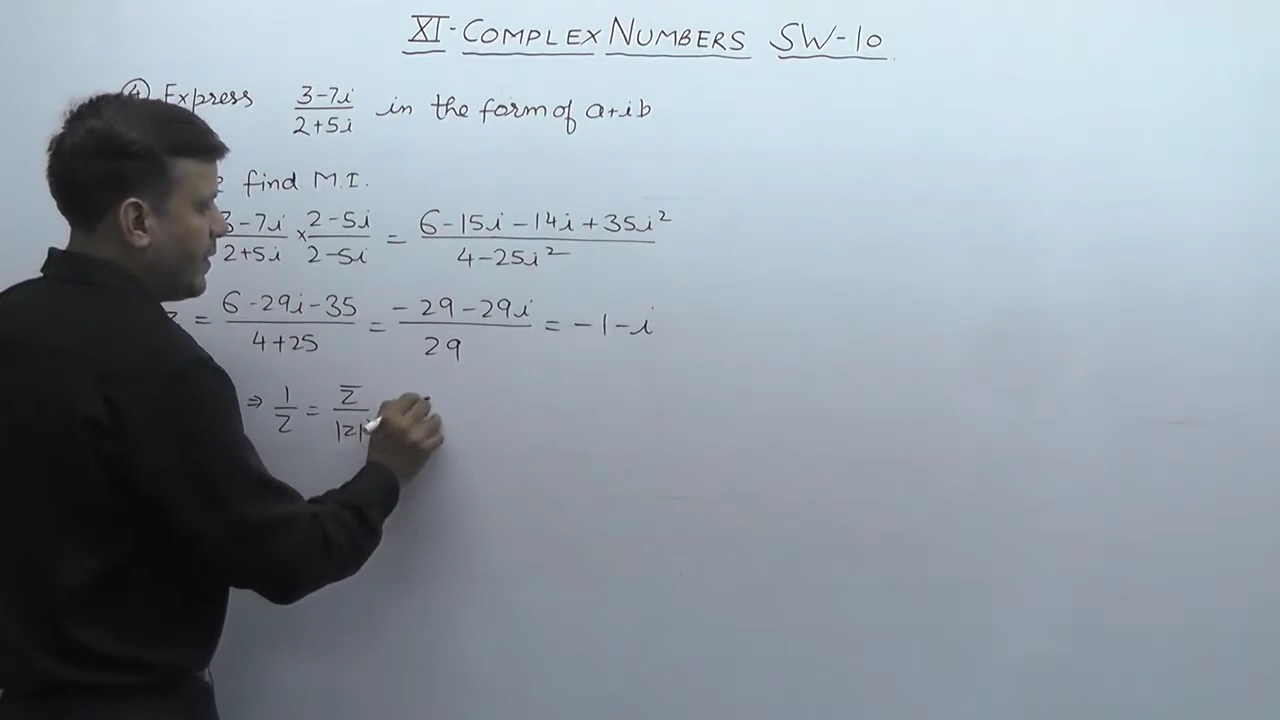 XI-COMPLEX NUMBERS SW-10
④ Express (3-7i)/(2+5i) in the form of a+ib
find M.I.
(3-7i)/(2+5i) × (2-5i)/(2-5i) = (6-15i-14i+35i²)/(4-25i²)
z = (6-29i-35)/(4+25) = (-29-29i)/29 = -1-i
⇒ 1/z = z̅/|z|